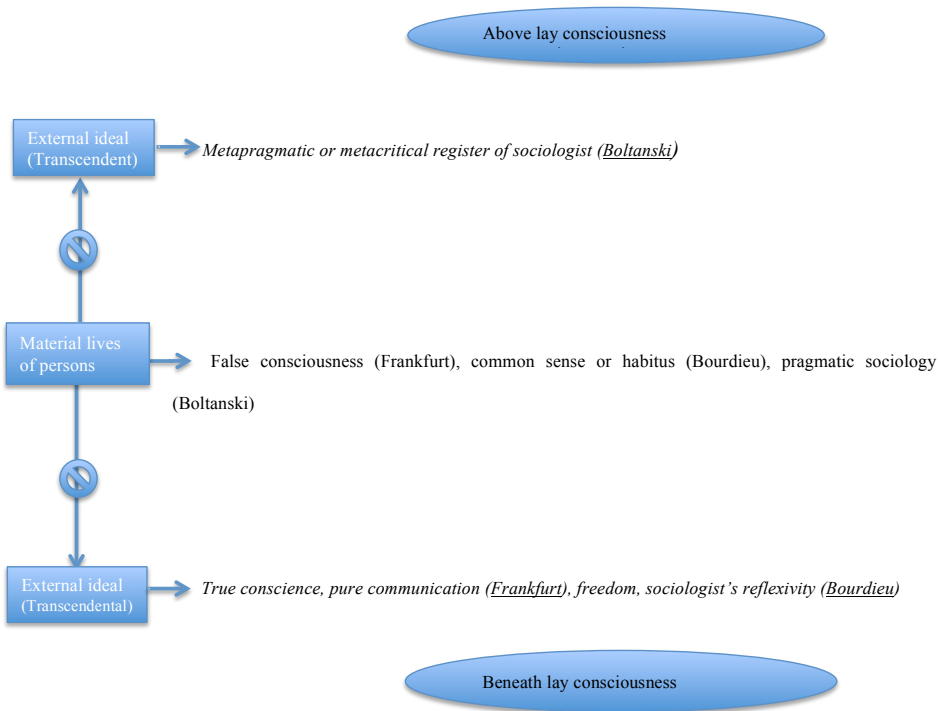 Above lay consciousness
External ideal
(Transcendent)
Metapragmatic or metacritical register of sociologist (Boltanski)
Material lives
of persons
False consciousness (Frankfurt), common sense or habitus (Bourdieu), pragmatic sociology
(Boltanski)
External ideal
(Transcendental)
True conscience, pure communication (Frankfurt), freedom, sociologist's reflexivity (Bourdieu)
Beneath lay consciousness